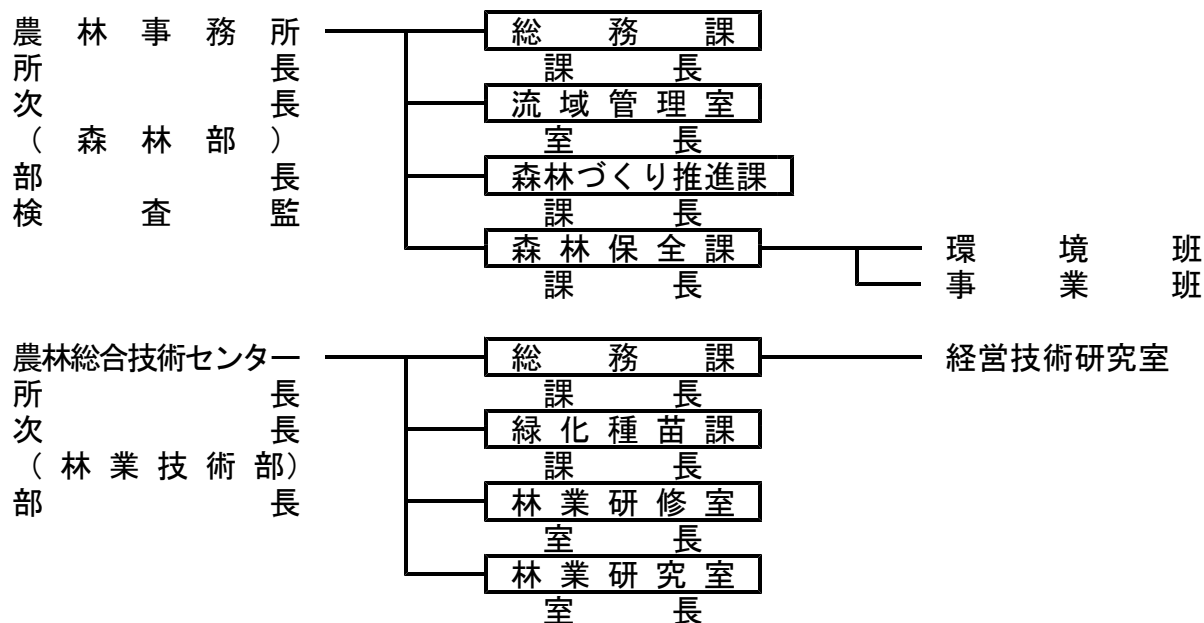 農林事務所 総務課
所長 課長
次長 流域管理室
(森林部) 室長
部長 森林づくり推進課
検査監 課長
森林保全課 環境班
課長 事業班
農林総合技術センター 総務課 経営技術研究室
所長 課長
次長 緑化種苗課
(林業技術部) 課長
部長 林業研修室
室長
林業研究室
室長